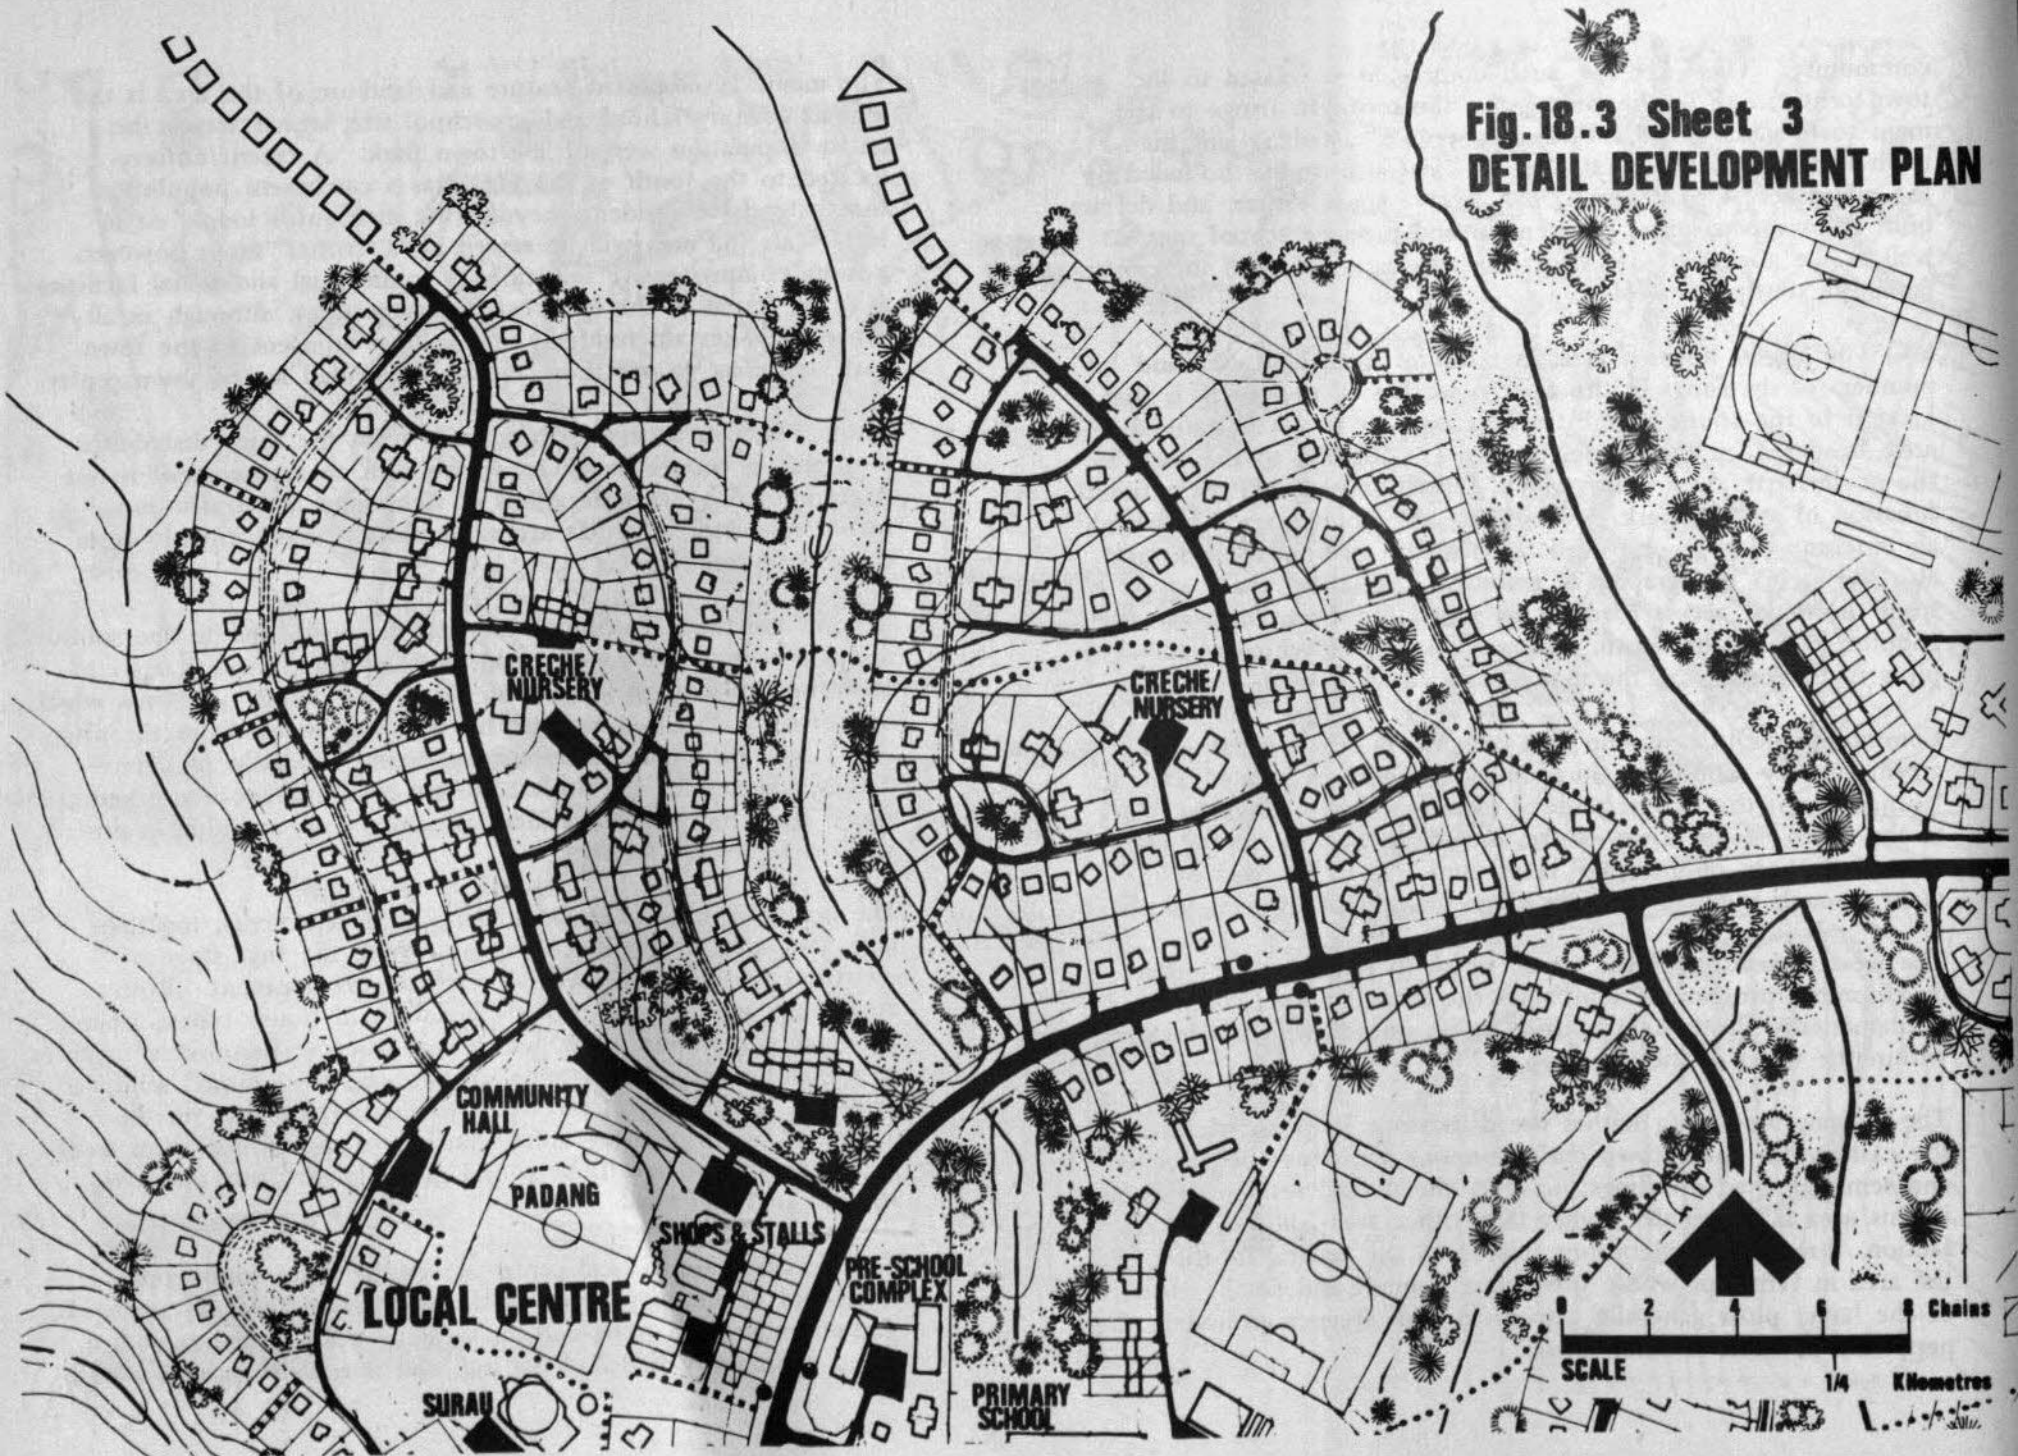 Fig.18.3 Sheet 3
DETAIL DEVELOPMENT PLAN
CRECHE/
NURSERY
CRECHE/
NURSERY
COMMUNITY
HALL
PADANG
SHOPS & STALLS
PRE-SCHOOL
COMPLEX
LOCAL CENTRE
SURAU
PRIMARY
SCHOOL
0 2 4 6 8 Chains
SCALE
1/4 Kilometres